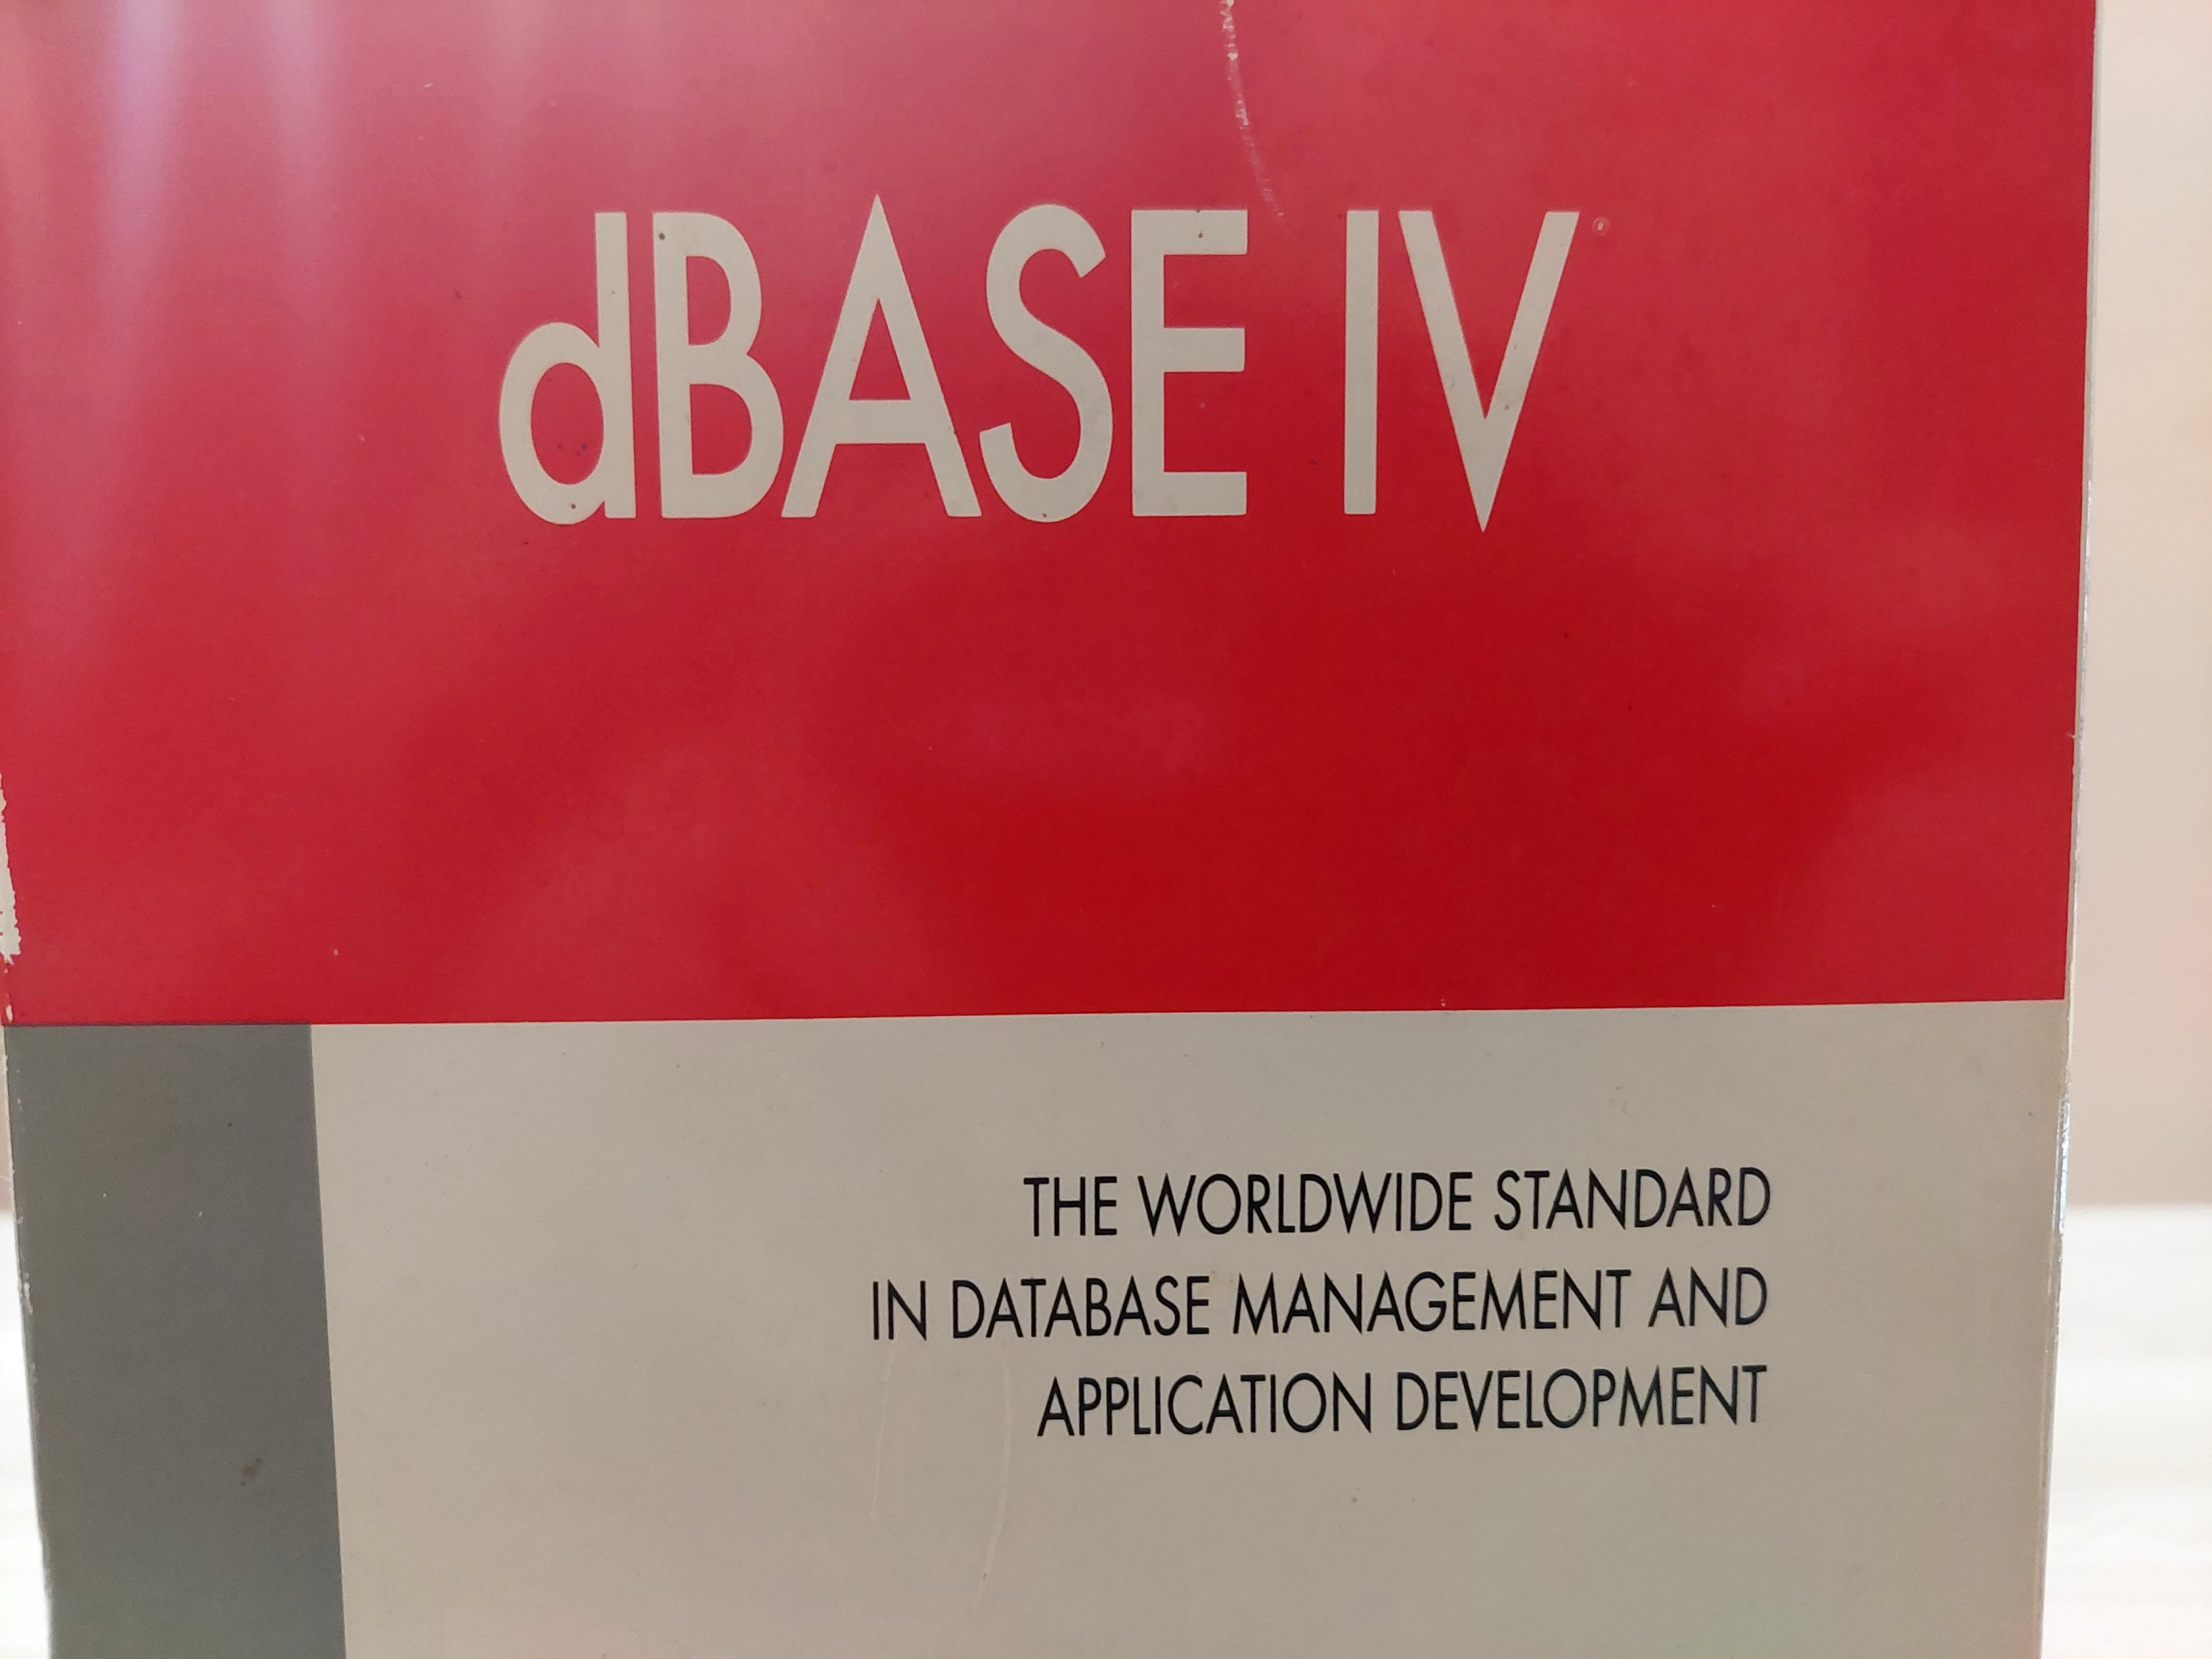 dBASE IV
THE WORLDWIDE STANDARD
IN DATABASE MANAGEMENT AND
APPLICATION DEVELOPMENT